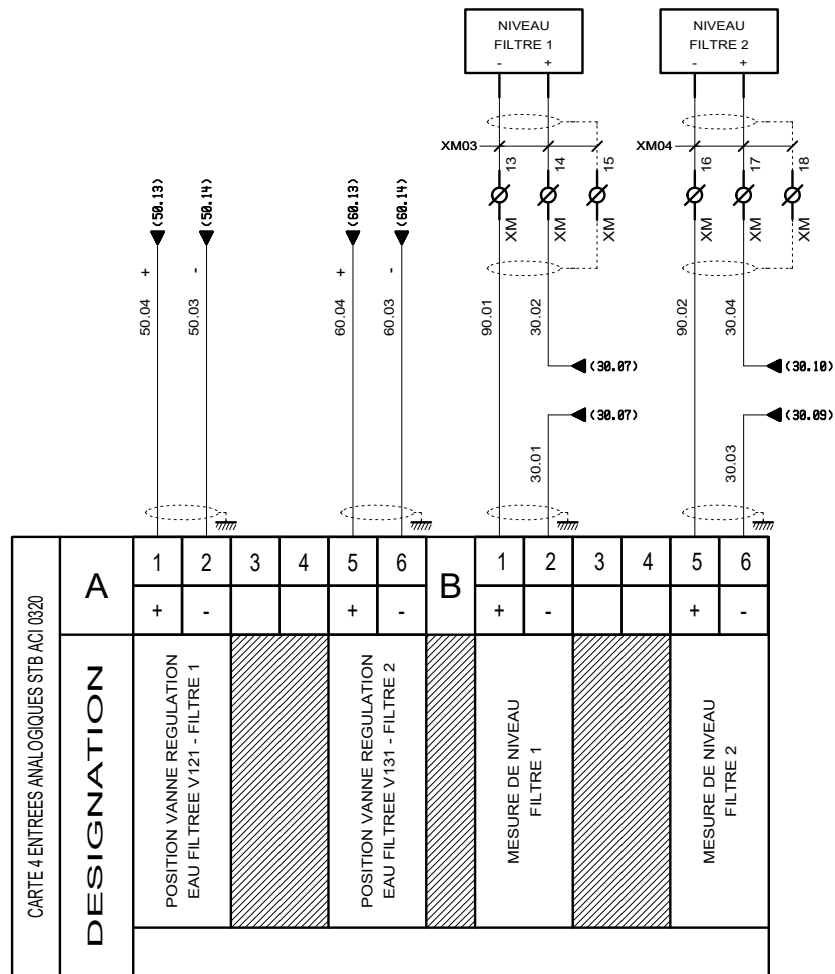 NIVEAU
FILTRE 1
- +
NIVEAU
FILTRE 2
- +
XM03
13
14
15
XM04
16
17
18
XM
XM
XM
XM
XM
XM
(50.13)
(50.14)
(60.13)
(60.14)
+
-
+
-
50.04
50.03
60.04
60.03
90.01
30.02
90.02
30.04
(30.07)
(30.10)
(30.07)
(30.09)
30.01
30.03
CARTE 4 ENTREES ANALOGIQUES STB ACI 0320
A
1 2 3 4 5 6
B
1 2 3 4 5 6
+ - + - + - + -
DESIGNATION
POSITION VANNE REGULATION
EAU FILTREE V121 - FILTRE 1
POSITION VANNE REGULATION
EAU FILTREE V131 - FILTRE 2
MESURE DE NIVEAU
FILTRE 1
MESURE DE NIVEAU
FILTRE 2